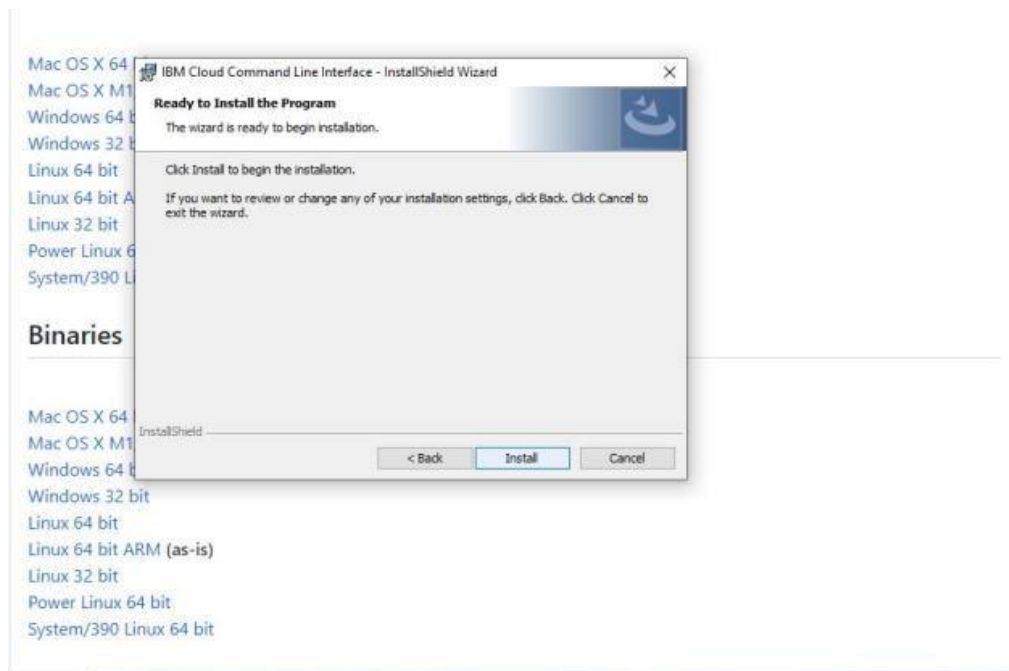 Mac OS X 64
Mac OS X M1
Windows 64
Windows 32
Linux 64 bit
Linux 64 bit A
Linux 32 bit
Power Linux 6
System/390 Li
IBM Cloud Command Line Interface - InstallShield Wizard
Ready to Install the Program
The wizard is ready to begin installation.
Click Install to begin the installation.
If you want to review or change any of your installation settings, click Back. Click Cancel to
exit the wizard.
InstallShield
< Back Install Cancel
Binaries
Mac OS X 64
Mac OS X M1
Windows 64
Windows 32 bit
Linux 64 bit
Linux 64 bit ARM (as-is)
Linux 32 bit
Power Linux 64 bit
System/390 Linux 64 bit